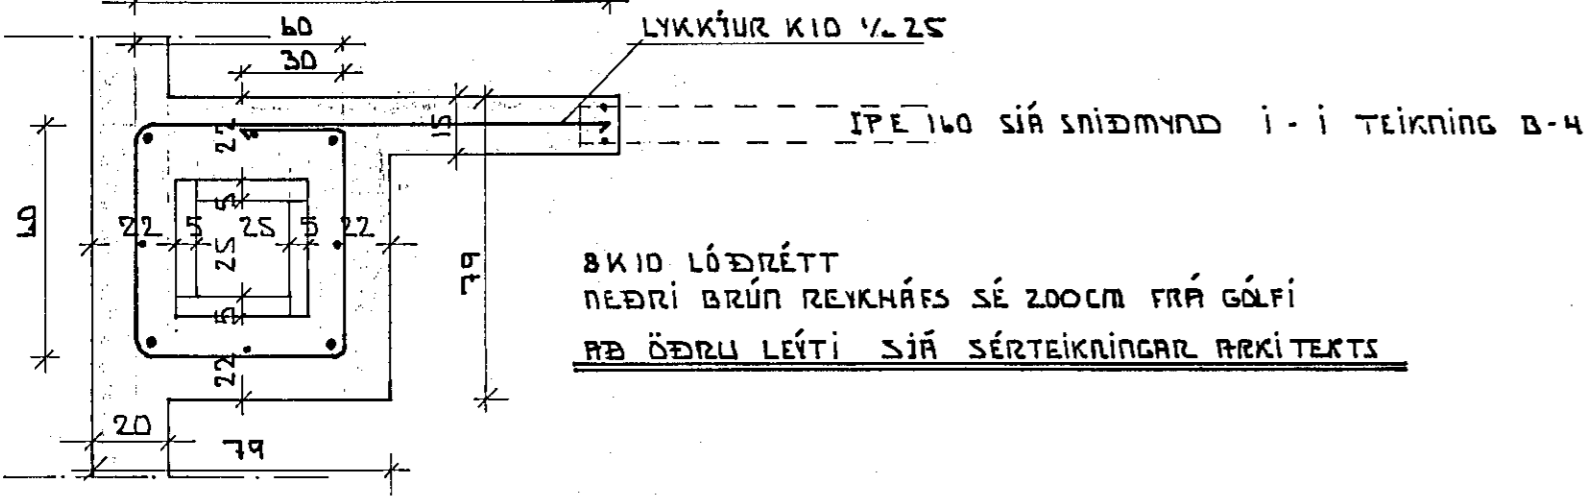 60
LYKKJUR K10 ⁒ 25
30
22
15
IPE 160 SJÁ SNIÐMYND i - i TEIKNING B-4
5
22 5 25 5 22
25
79
8K10 LÓÐRÉTT
NEÐRI BRÚN REYKHÁFS SÉ 200CM FRÁ GÓLFI
5
AÐ ÖÐRU LEYTI SJÁ SÉRTEIKNINGAR ARKITEKTS
22
20
79